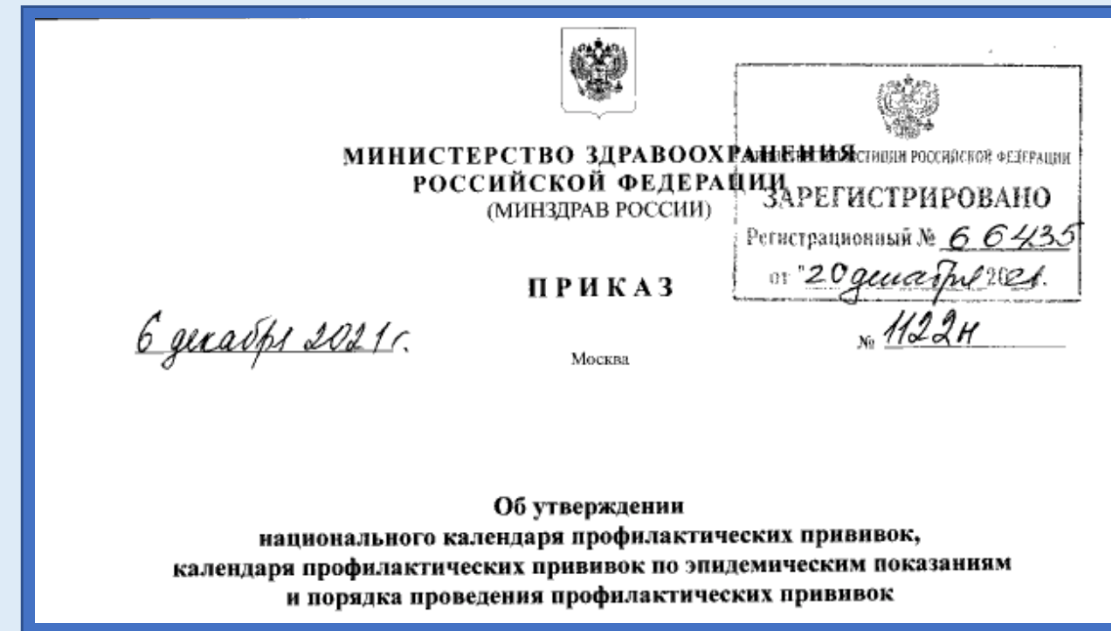 МИНИСТЕРСТВО ЗДРАВООХРАНЕНИЯ
РОССИЙСКОЙ ФЕДЕРАЦИИ
(МИНЗДРАВ РОССИИ)
ЮСТИЦИИ РОССИЙСКОЙ ФЕДЕРАЦИИ
ЗАРЕГИСТРИРОВАНО
Регистрационный № 66435
от "20 декабря 2021.
ПРИКАЗ
6 декабря 2021 г.
№ 1122н
Москва
Об утверждении
национального календаря профилактических прививок,
календаря профилактических прививок по эпидемическим показаниям
и порядка проведения профилактических прививок